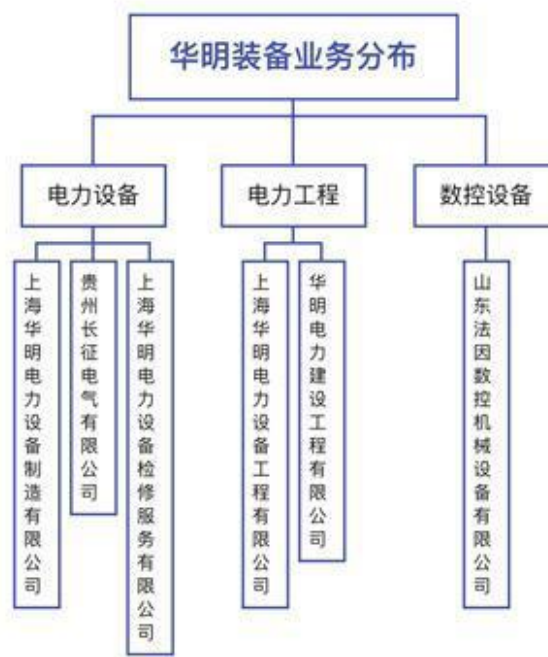 华明装备业务分布
电力设备
电力工程
数控设备
上海华明电力设备制造有限公司
贵州长征电气有限公司
上海华明电力设备检修服务有限公司
上海华明电力设备工程有限公司
华明电力建设工程有限公司
山东法因数控机械设备有限公司